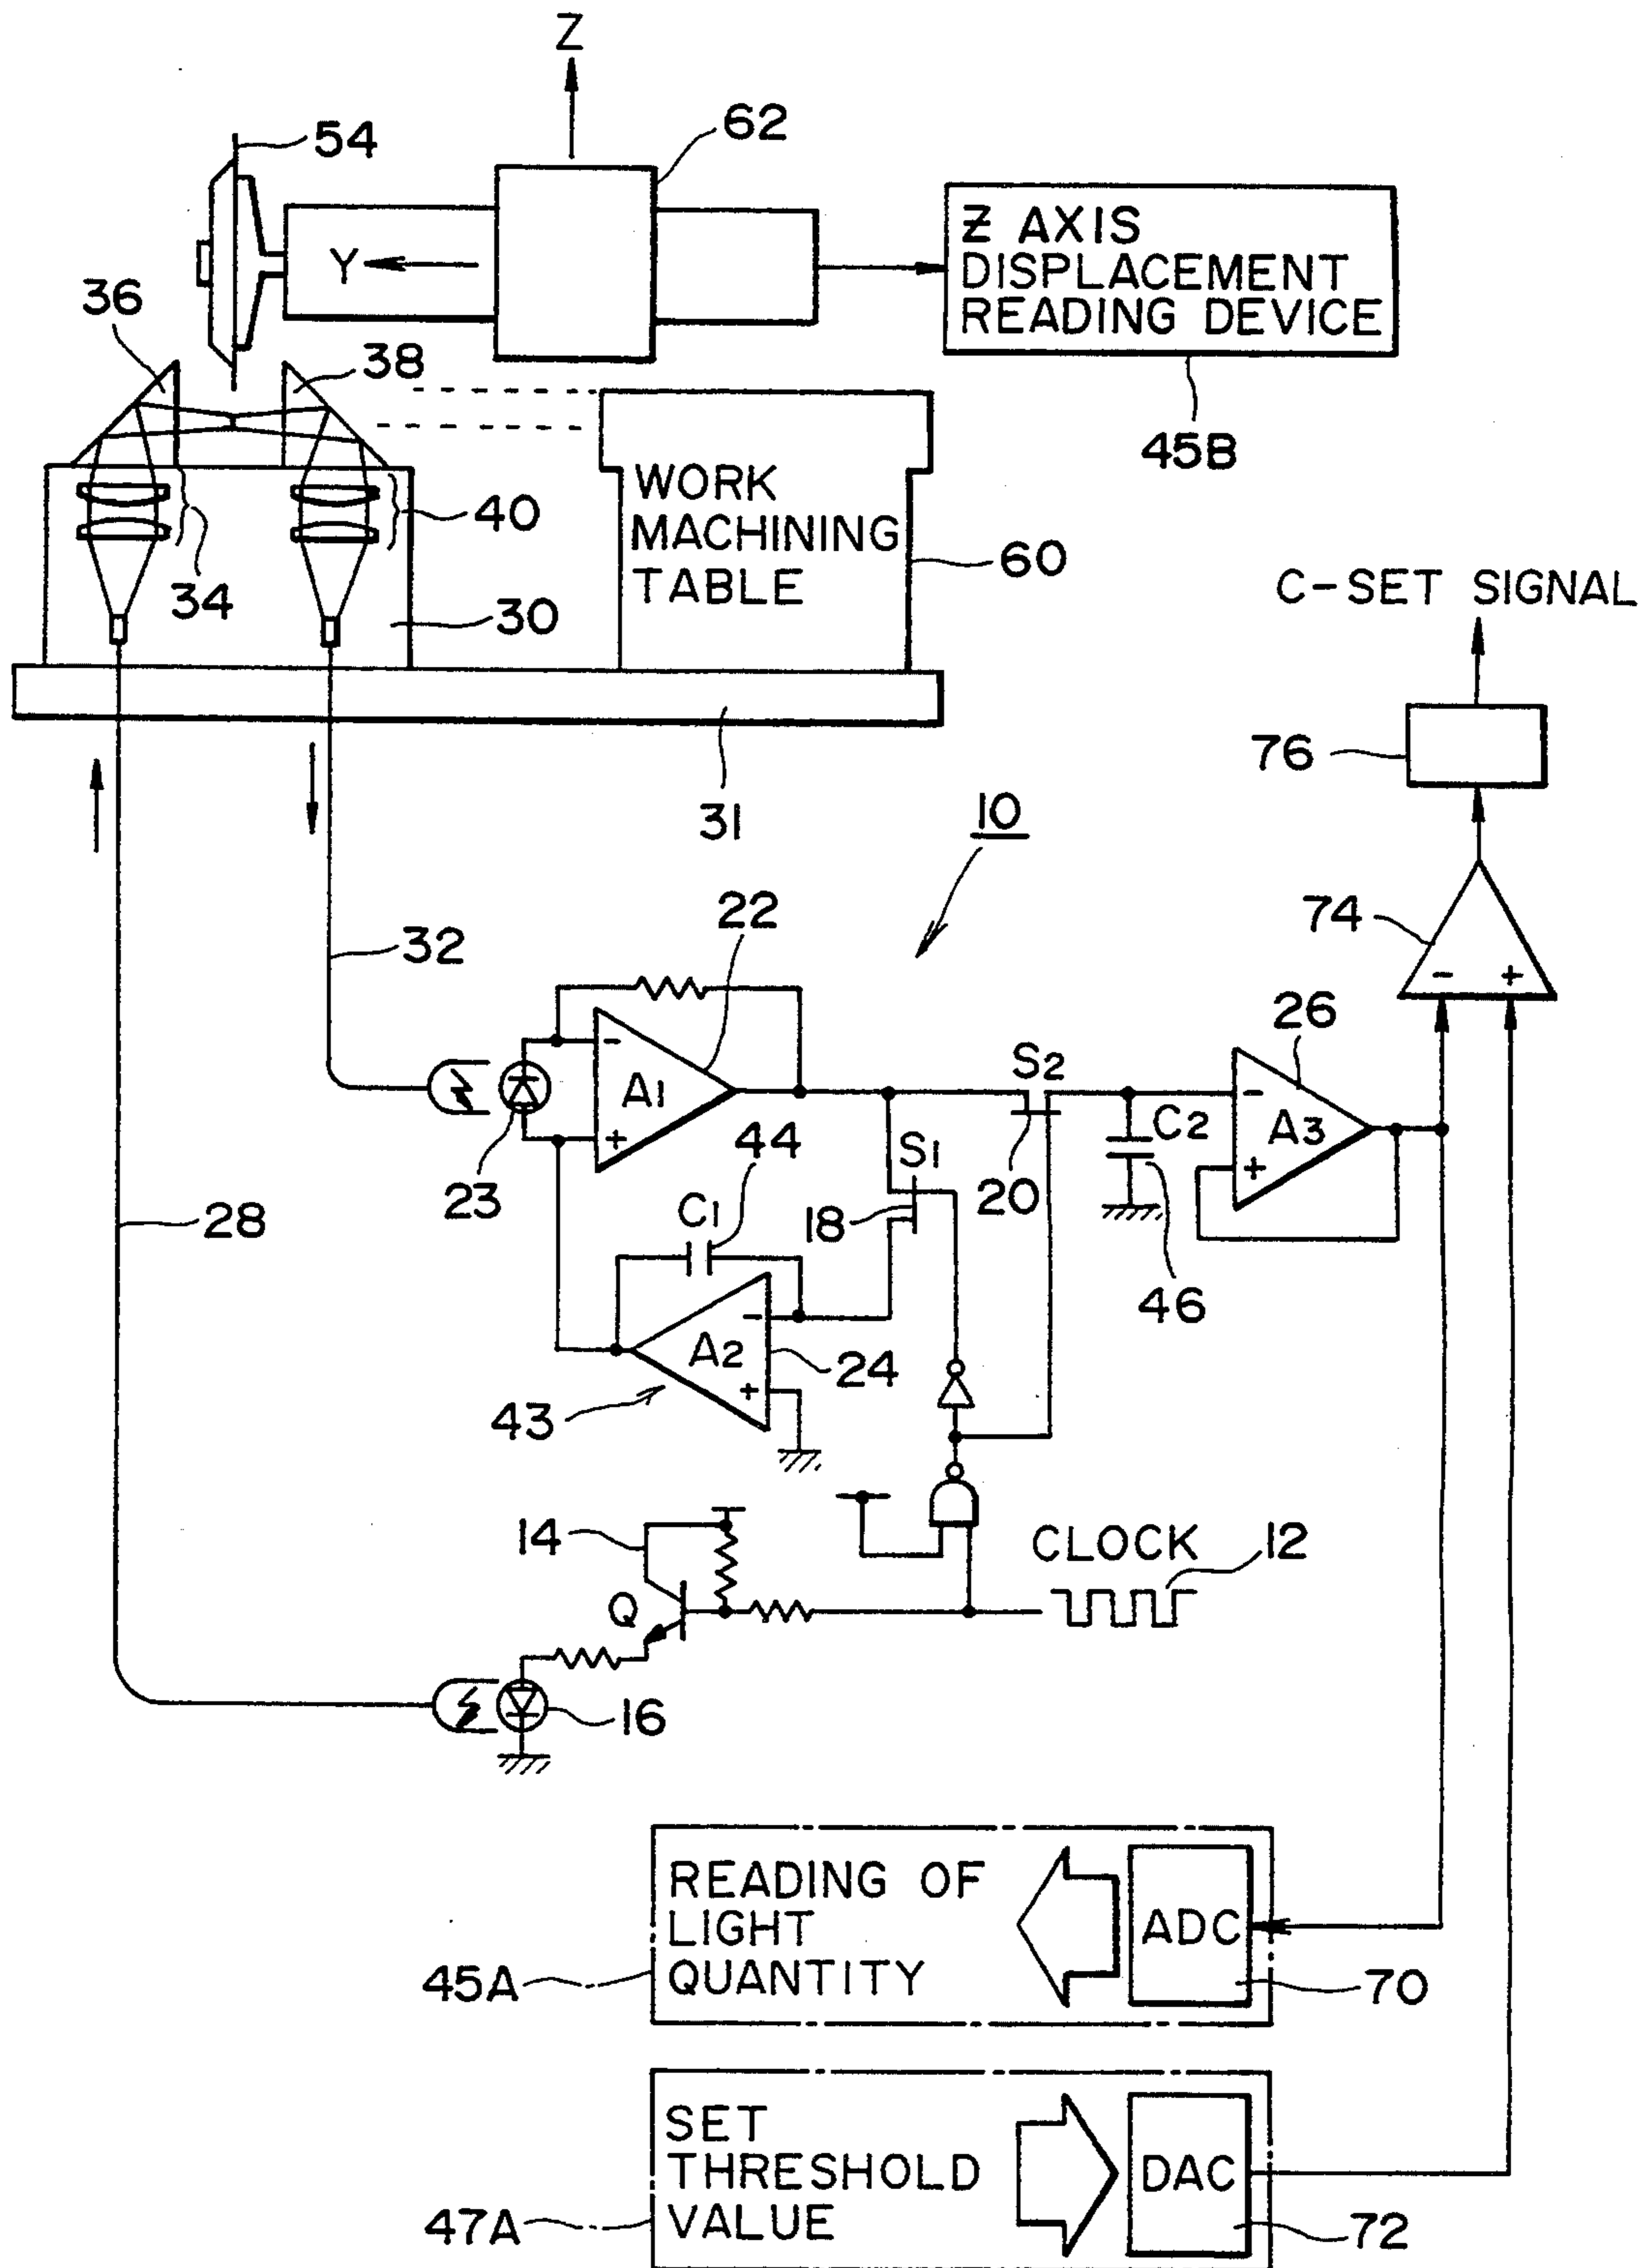 Z
54
62
Z AXIS
DISPLACEMENT
READING DEVICE
Y
36
38
45B
WORK
MACHINING
TABLE
40
34
30
60
C-SET SIGNAL
76
31
10
22
74
32
- +
26
-
A1
+
S2
-
A3
+
C2
44
S1
23
20
18
28
C1
46
-
A2
+
24
43
14
CLOCK
12
Q
16
READING OF
LIGHT
QUANTITY
ADC
45A
70
SET
THRESHOLD
VALUE
DAC
47A
72